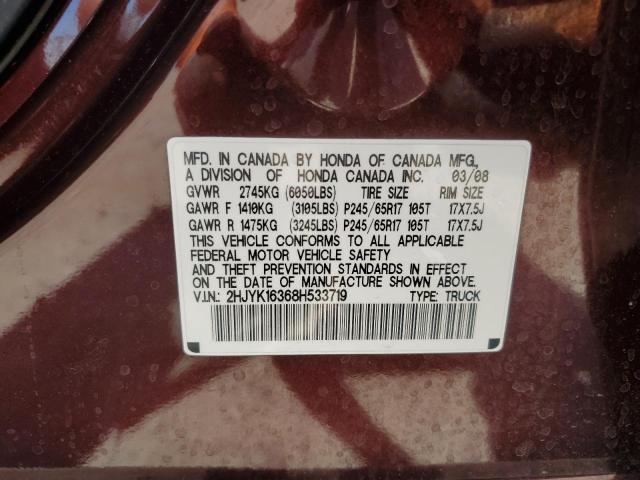 MFD. IN CANADA BY HONDA OF CANADA MFG.,
A DIVISION OF HONDA CANADA INC. 03/08
GVWR 2745KG (6050LBS) TIRE SIZE RIM SIZE
GAWR F 1410KG (3105LBS) P245/65R17 105T 17X7.5J
GAWR R 1475KG (3245LBS) P245/65R17 105T 17X7.5J
THIS VEHICLE CONFORMS TO ALL APPLICABLE
FEDERAL MOTOR VEHICLE SAFETY
AND THEFT PREVENTION STANDARDS IN EFFECT
ON THE DATE OF MANUFACTURE SHOWN ABOVE.
V.I.N.: 2HJYK16368H533719 TYPE: TRUCK